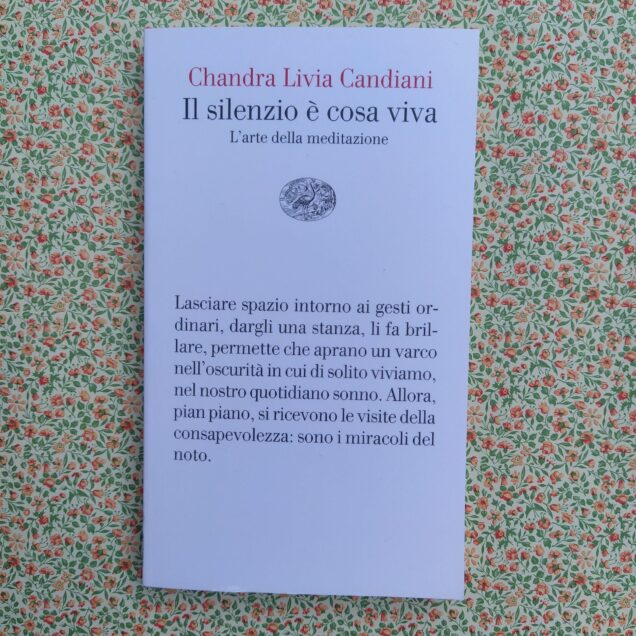 Chandra Livia Candiani
Il silenzio è cosa viva
L'arte della meditazione
Lasciare spazio intorno ai gesti or-
dinari, dargli una stanza, li fa bril-
lare, permette che aprano un varco
nell'oscurità in cui di solito viviamo,
nel nostro quotidiano sonno. Allora,
pian piano, si ricevono le visite della
consapevolezza: sono i miracoli del
noto.